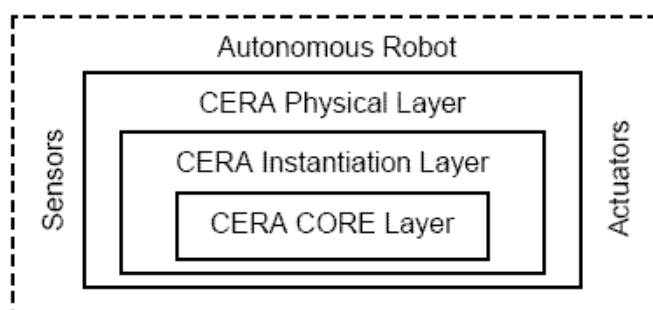 Autonomous Robot
CERA Physical Layer
CERA Instantiation Layer
CERA CORE Layer
Sensors
Actuators